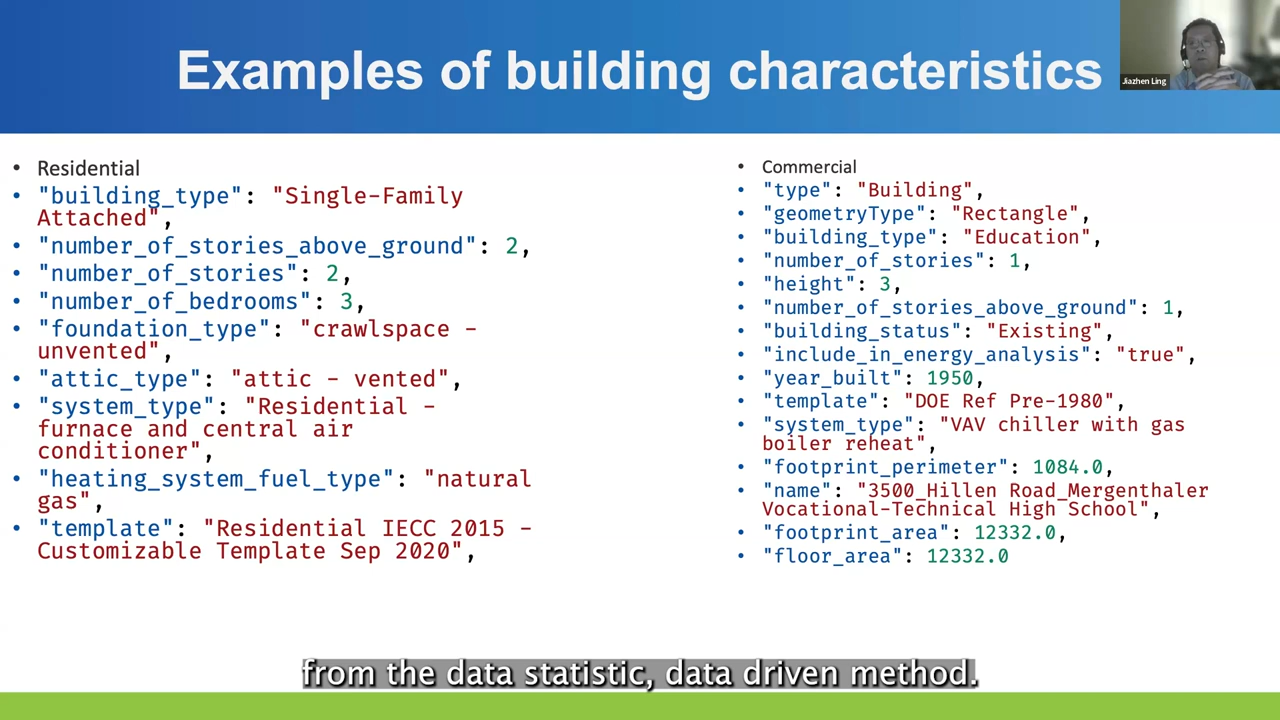 Examples of building characteristics
Jiazhen Ling
• Residential
• "building_type": "Single-Family
Attached",
• "number_of_stories_above_ground": 2,
• "number_of_stories": 2,
• "number_of_bedrooms": 3,
• "foundation_type": "crawlspace -
unvented",
• "attic_type": "attic - vented",
• "system_type": "Residential -
furnace and central air
conditioner",
• "heating_system_fuel_type": "natural
gas",
• "template": "Residential IECC 2015 -
Customizable Template Sep 2020",
• Commercial
• "type": "Building",
• "geometryType": "Rectangle",
• "building_type": "Education",
• "number_of_stories": 1,
• "height": 3,
• "number_of_stories_above_ground": 1,
• "building_status": "Existing",
• "include_in_energy_analysis": "true",
• "year_built": 1950,
• "template": "DOE Ref Pre-1980",
• "system_type": "VAV chiller with gas
boiler reheat",
• "footprint_perimeter": 1084.0,
• "name": "3500_Hillen Road_Mergenthaler
Vocational-Technical High School",
• "footprint_area": 12332.0,
• "floor_area": 12332.0
from the data statistic, data driven method.